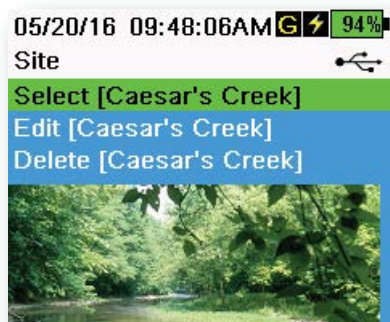 05/20/16 09:48:06AM G 94%
Site
Select [Caesar's Creek]
Edit [Caesar's Creek]
Delete [Caesar's Creek]